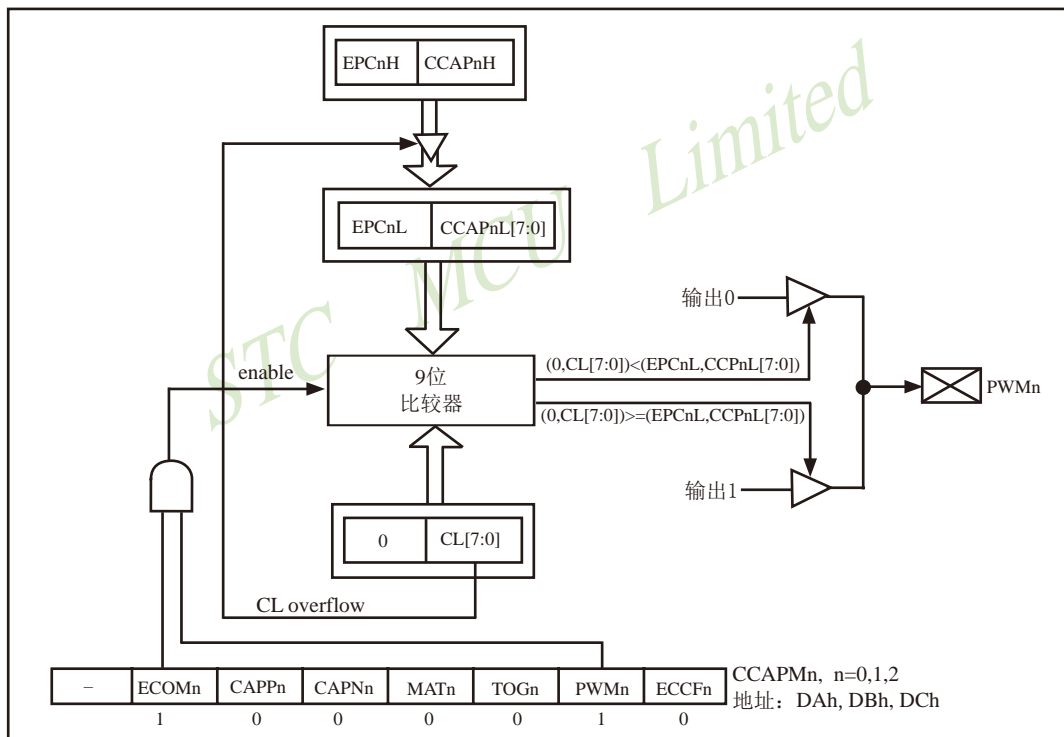 EPCnH CCAPnH
EPCnL CCAPnL[7:0]
输出0
(0,CL[7:0])<(EPCnL,CCPnL[7:0])
enable
9位
比较器
PWMn
(0,CL[7:0])>=(EPCnL,CCPnL[7:0])
输出1
0 CL[7:0]
CL overflow
– ECOMn CAPPn CAPNn MATn TOGn PWMn ECCFn
CCAPMn, n=0,1,2
地址：DAh, DBh, DCh
1 0 0 0 0 1 0
STC MCU Limited